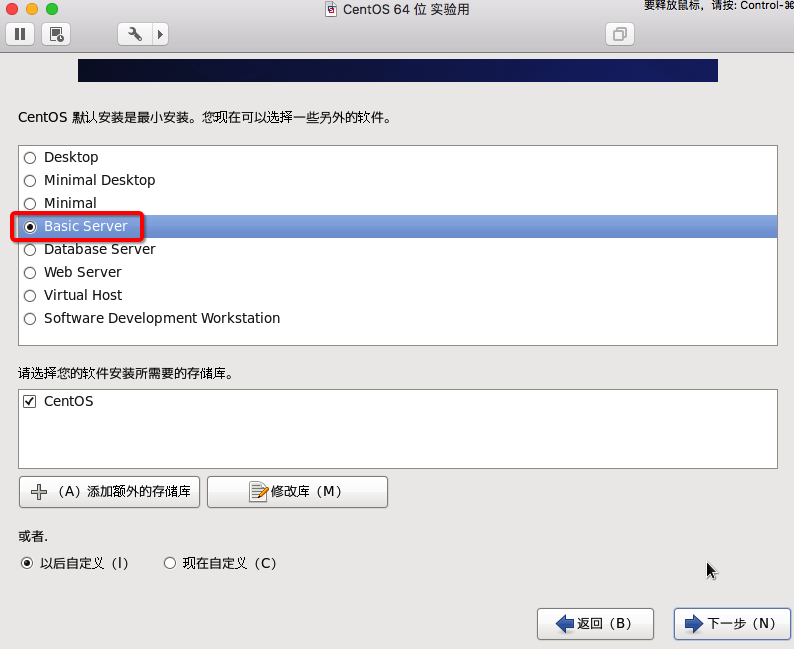 CentOS 64 位 实验用
要释放鼠标，请按: Control-⌘
CentOS 默认安装是最小安装。您现在可以选择一些另外的软件。
Desktop
Minimal Desktop
Minimal
Basic Server
Database Server
Web Server
Virtual Host
Software Development Workstation
请选择您的软件安装所需要的存储库。
CentOS
（A）添加额外的存储库
修改库（M）
或者.
以后自定义（l）
现在自定义（C）
返回（B）
下一步（N）